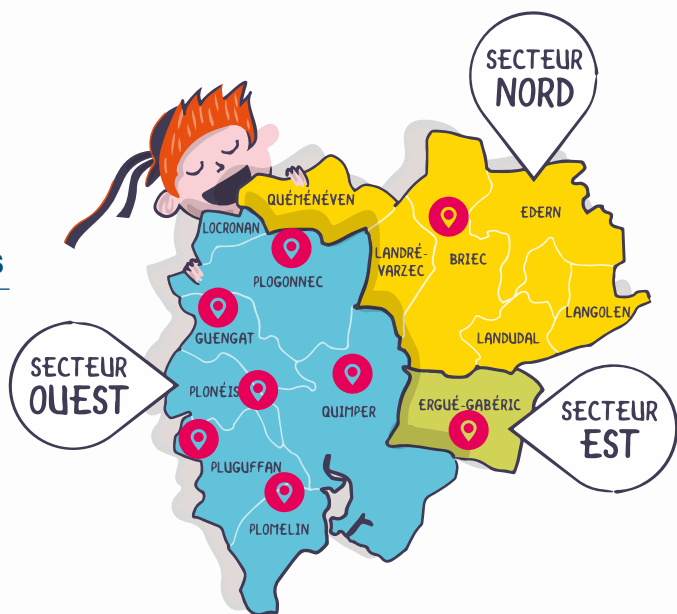 SECTEUR
NORD
QUÉMÉNÉVEN
EDERN
LOCRONAN
LANDRÉ-
VARZEC
BRIEC
PLOGONNEC
S
LANGOLEN
GUENGAT
LANDUDAL
SECTEUR
OUEST
PLONÉIS
QUIMPER
ERGUÉ-GABÉRIC
SECTEUR
EST
PLUGUFFAN
PLOMELIN